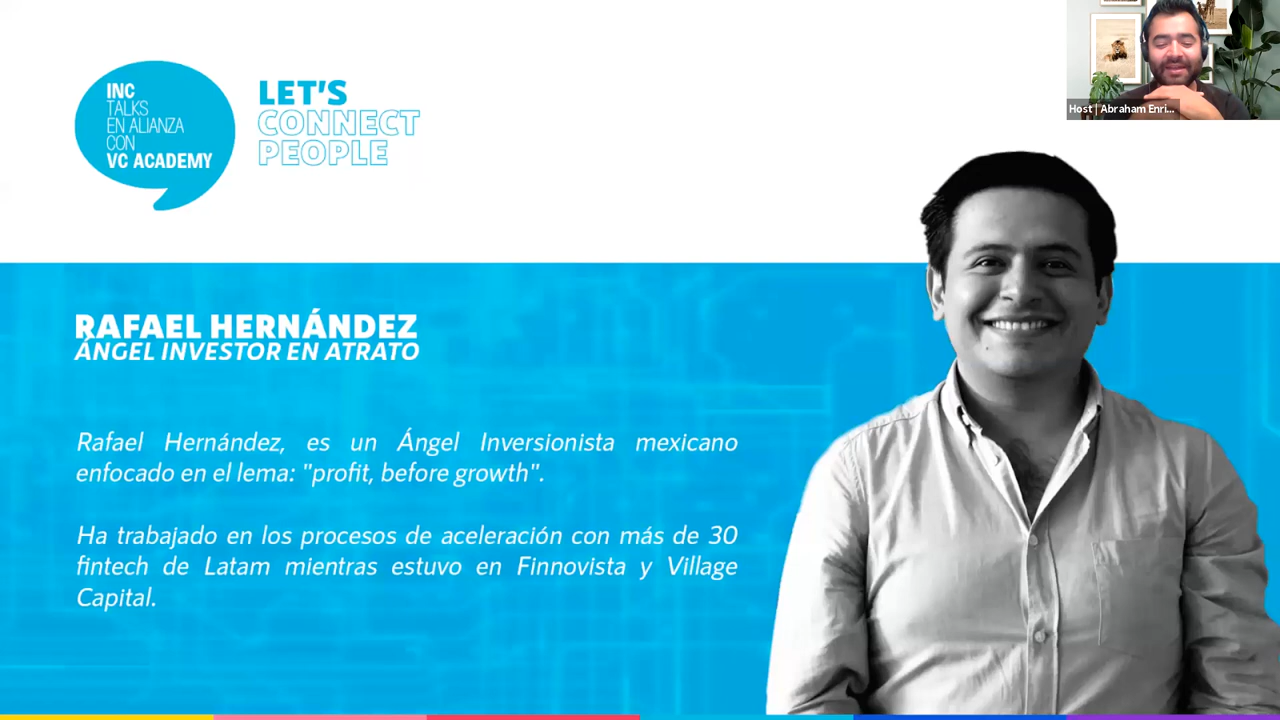 INC
TALKS
EN ALIANZA
CON
VC ACADEMY
LET'S
CONNECT
PEOPLE
Host | Abraham Enri...
RAFAEL HERNÁNDEZ
ÁNGEL INVESTOR EN ATRATO
Rafael Hernández, es un Ángel Inversionista mexicano
enfocado en el lema: "profit, before growth".
Ha trabajado en los procesos de aceleración con más de 30
fintech de Latam mientras estuvo en Finnovista y Village
Capital.